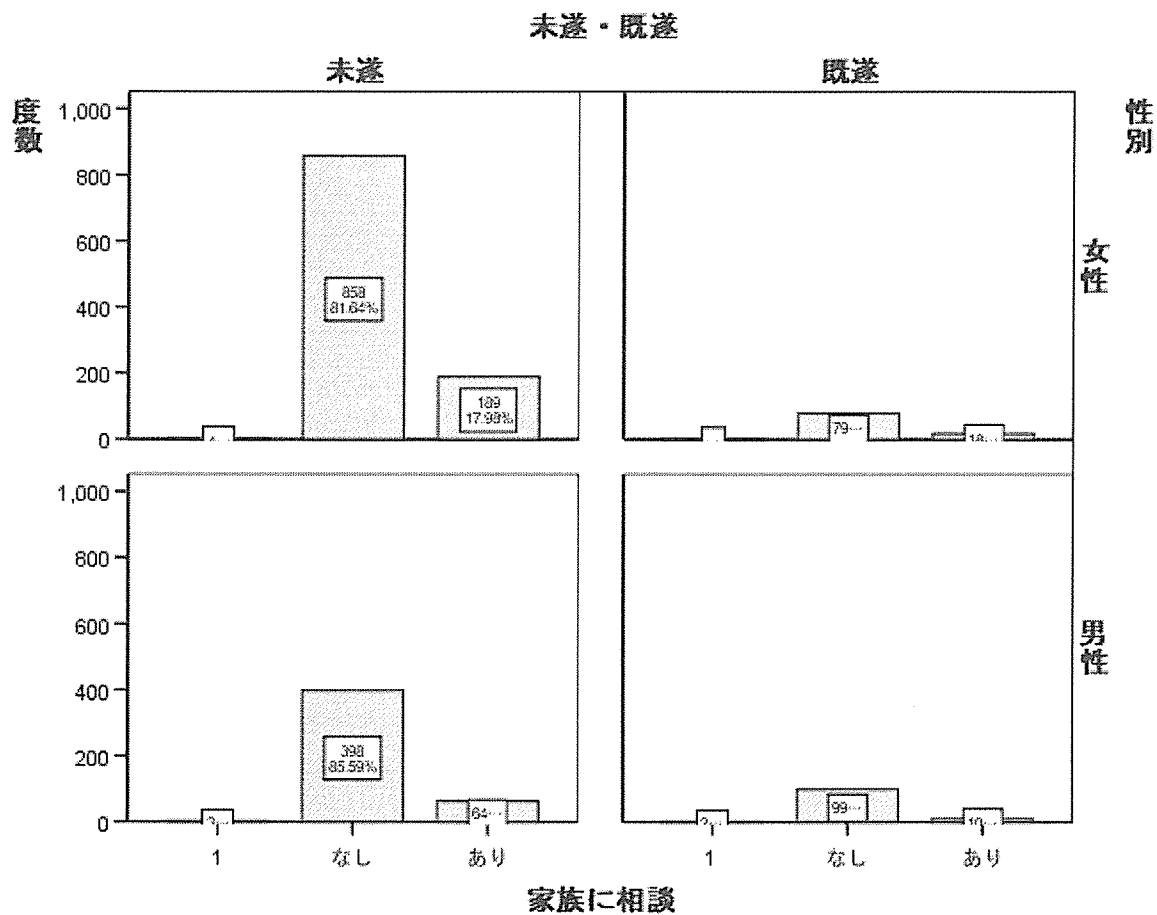 未遂・既遂
未遂
既遂
度数
性別
1,000
800
600
400
200
0
858
81.64%
189
17.98%
79…
18…
女性
1,000
800
600
400
200
0
398
85.59%
64…
99…
10…
男性
1
なし
あり
1
なし
あり
家族に相談